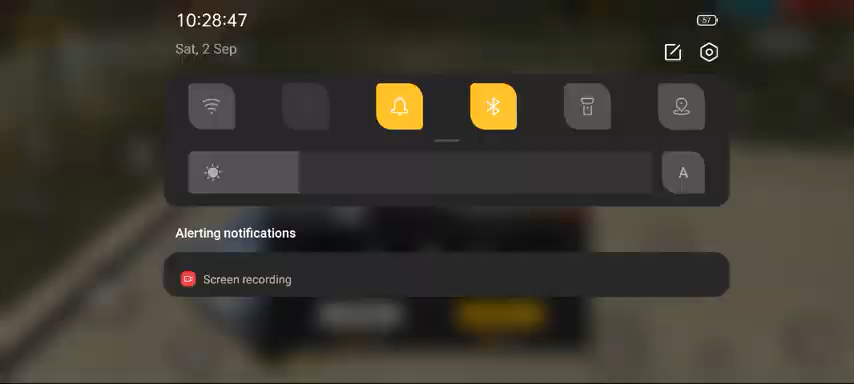 10:28:47
57
Sat, 2 Sep
A
Alerting notifications
Screen recording